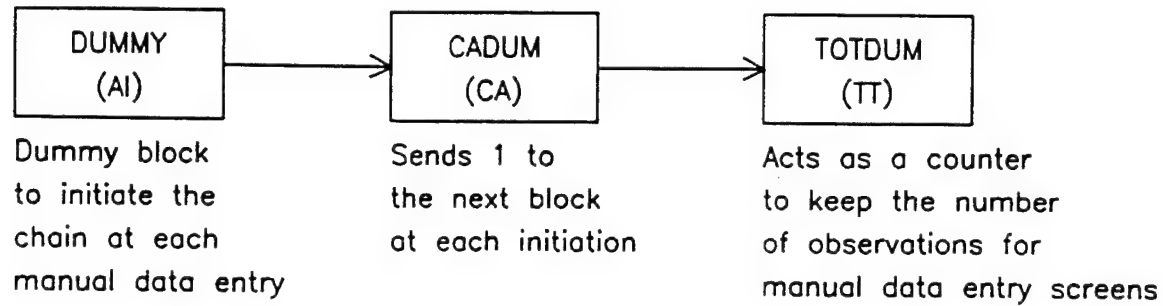 DUMMY
(AI)
CADUM
(CA)
TOTDUM
(TT)
Dummy block
to initiate the
chain at each
manual data entry
Sends 1 to
the next block
at each initiation
Acts as a counter
to keep the number
of observations for
manual data entry screens